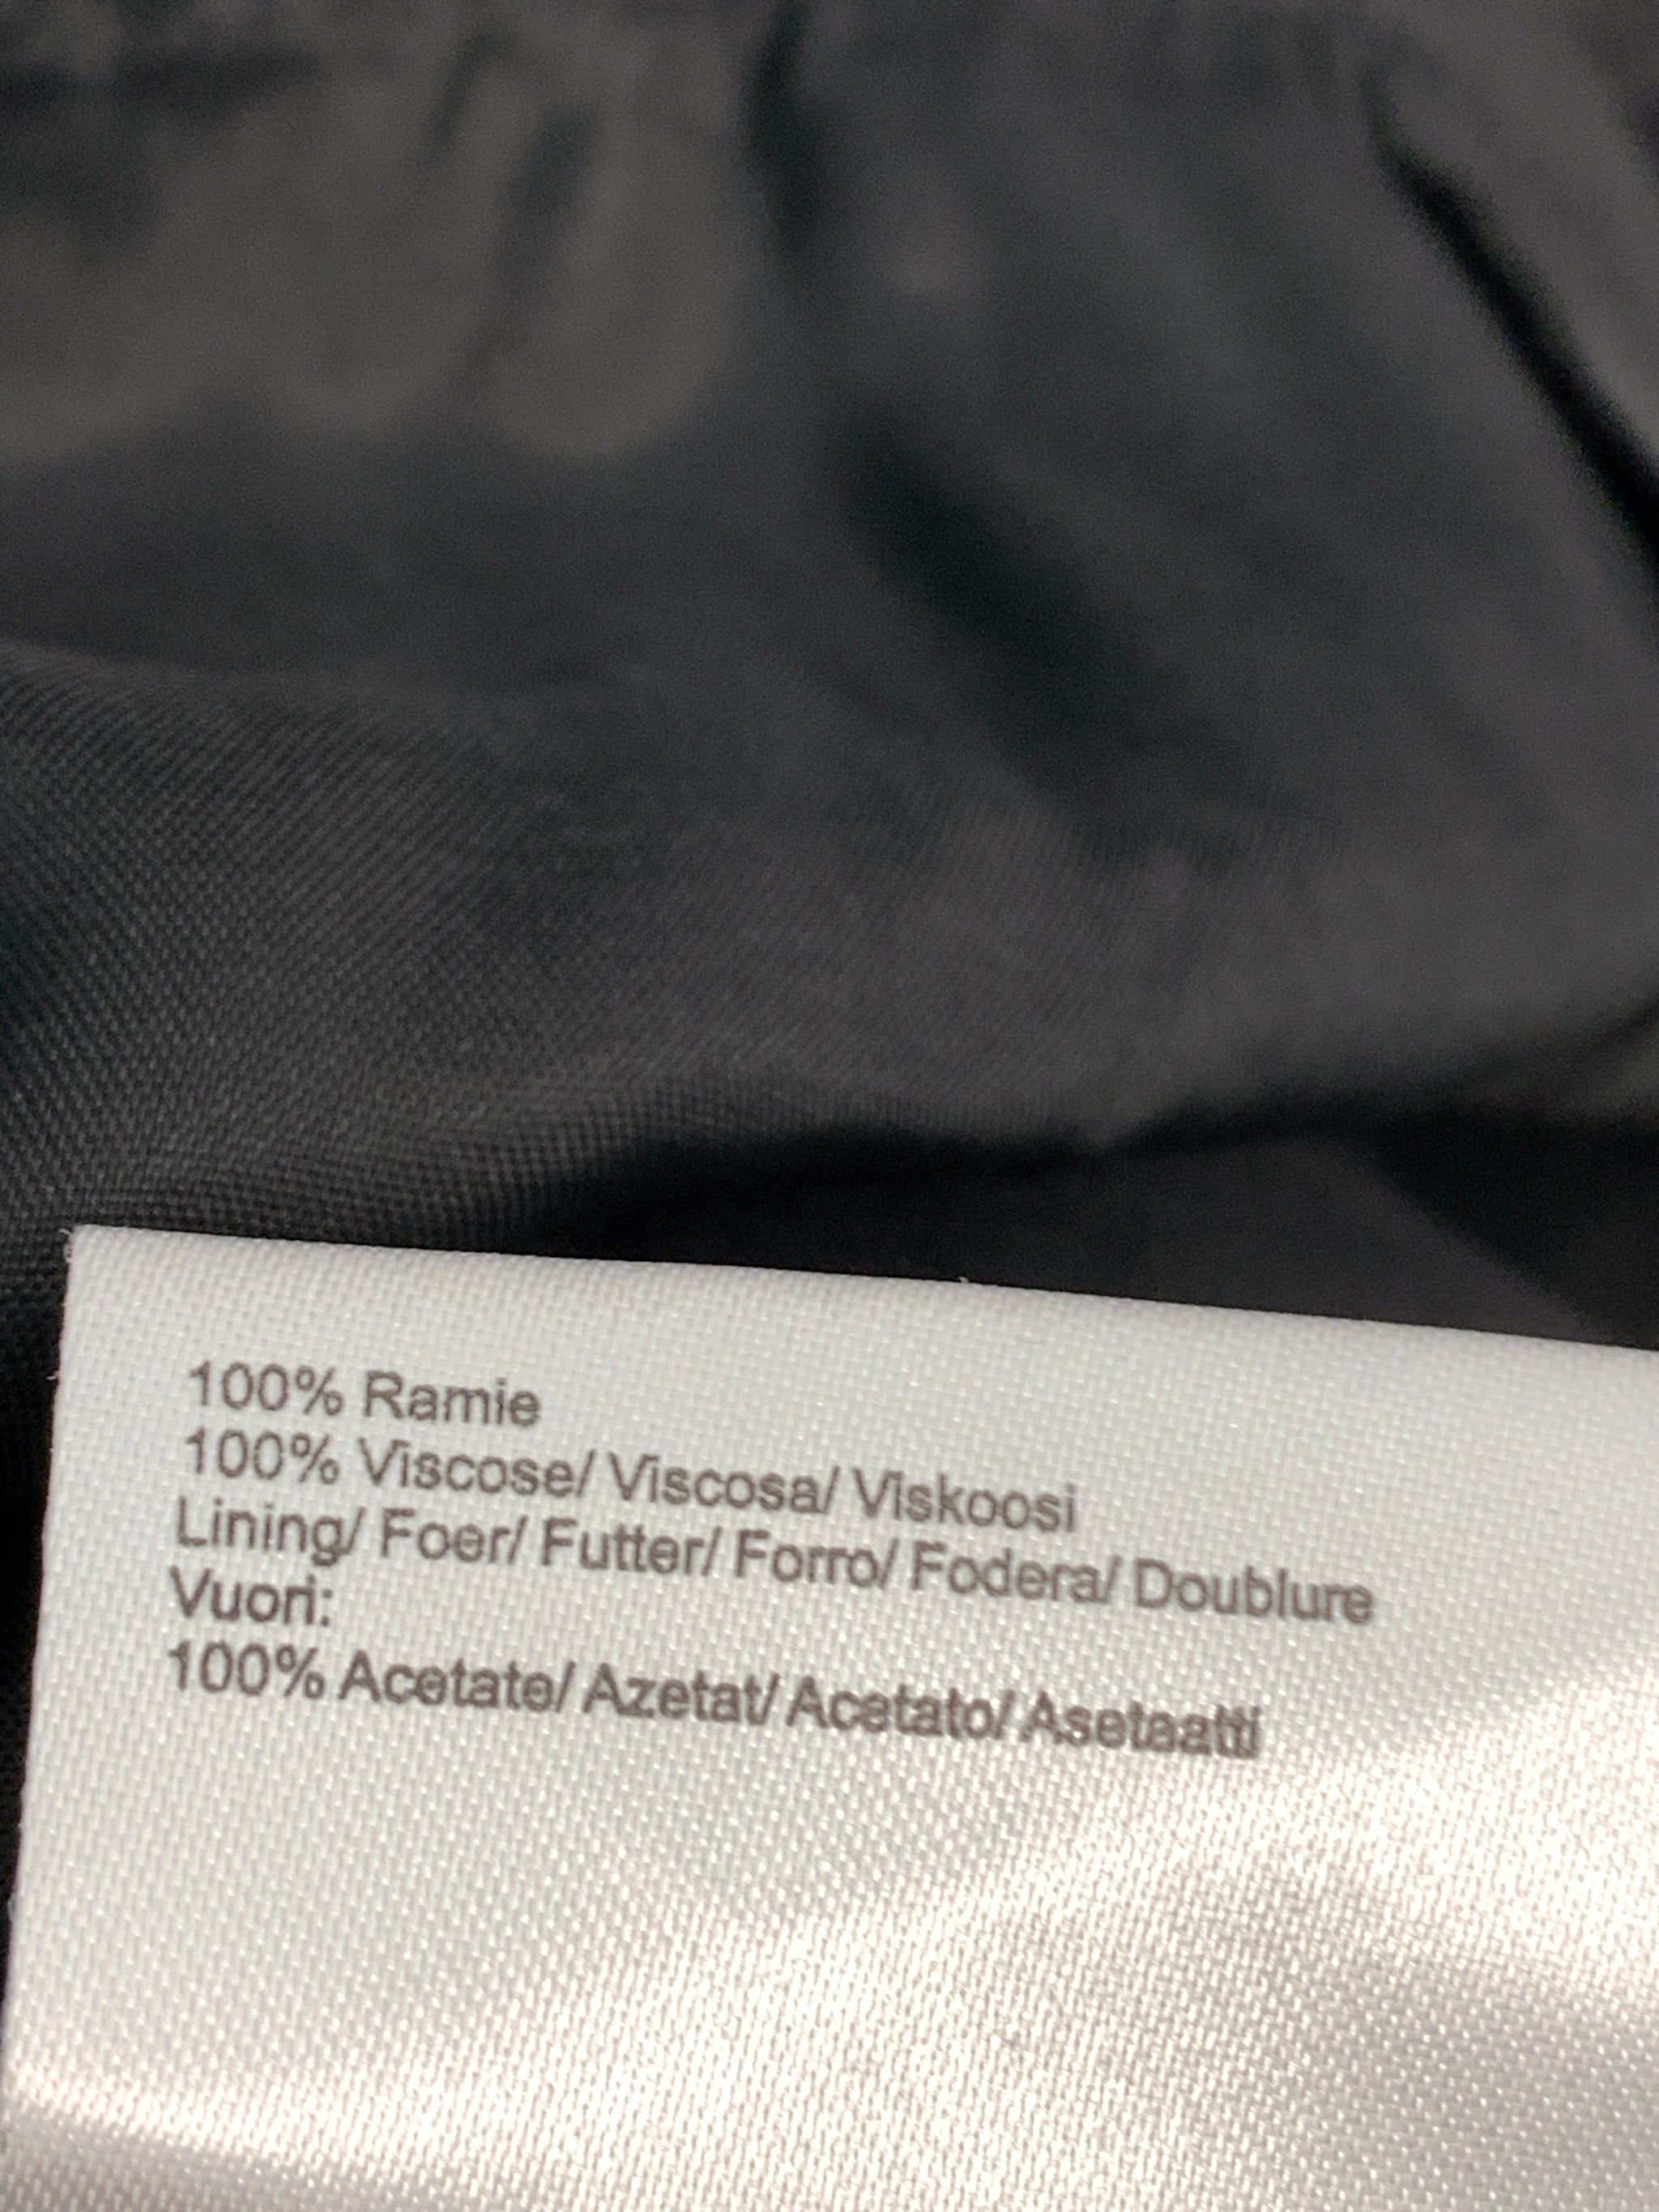 100% Ramie
100% Viscose/ Viscosa/ Viskoosi
Lining/ Foer/ Futter/ Forro/ Fodera/ Doublure
Vuori:
100% Acetate/ Azetat/ Acetato/ Asetaatti